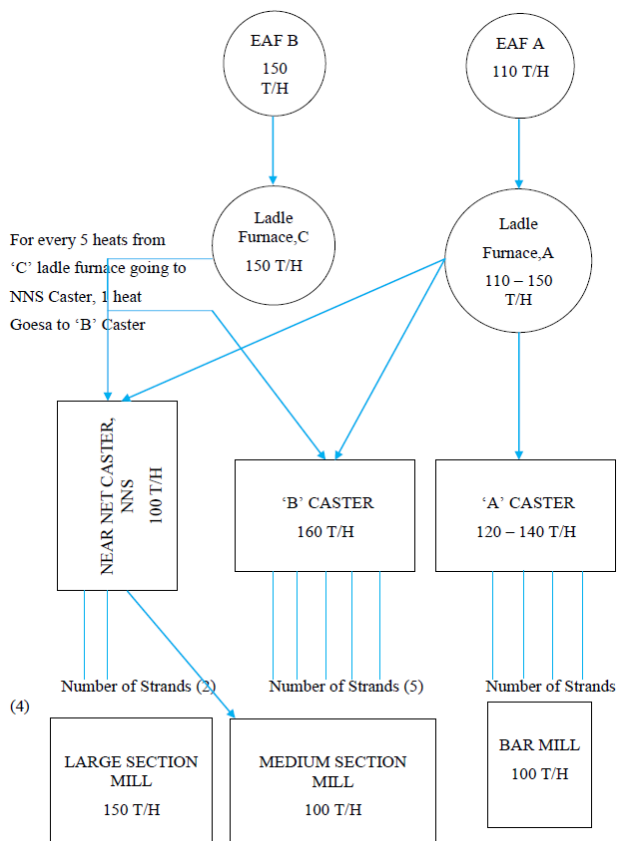 EAF B
150
T/H
EAF A
110 T/H
Ladle
Furnace,C
150 T/H
Ladle
Furnace,A
110 – 150
T/H
For every 5 heats from
‘C’ ladle furnace going to
NNS Caster, 1 heat
Goesa to ‘B’ Caster
NEAR NET CASTER,
NNS
100 T/H
‘B’ CASTER
160 T/H
‘A’ CASTER
120 – 140 T/H
Number of Strands (2)
Number of Strands (5)
Number of Strands
(4)
LARGE SECTION
MILL
150 T/H
MEDIUM SECTION
MILL
100 T/H
BAR MILL
100 T/H